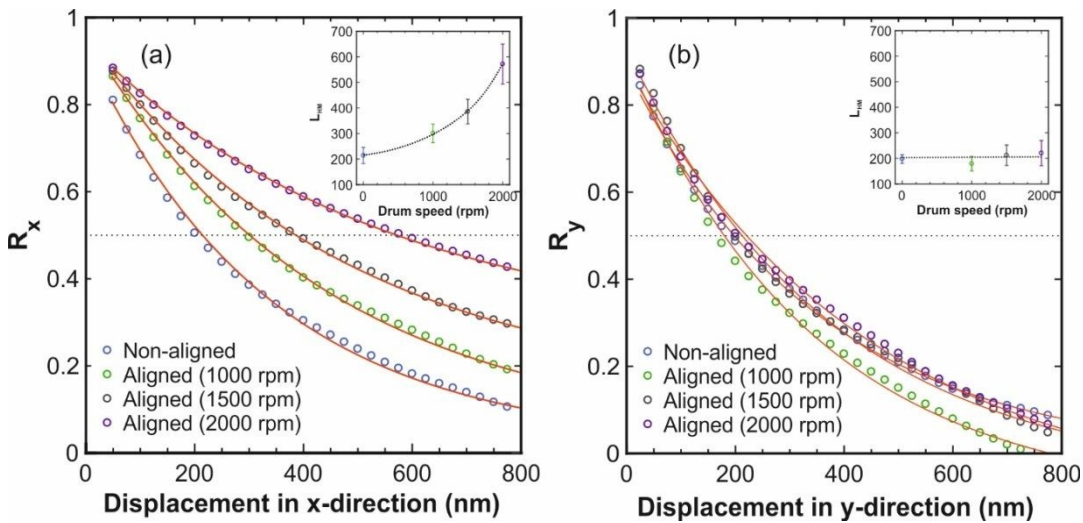 (a)
R_x
1
0.8
0.6
0.4
0.2
0
0 200 400 600 800
Displacement in x-direction (nm)
Non-aligned
Aligned (1000 rpm)
Aligned (1500 rpm)
Aligned (2000 rpm)
L_HM
700
600
500
400
300
200
100
0 1000 2000
Drum speed (rpm)
(b)
R_y
1
0.8
0.6
0.4
0.2
0
0 200 400 600 800
Displacement in y-direction (nm)
Non-aligned
Aligned (1000 rpm)
Aligned (1500 rpm)
Aligned (2000 rpm)
L_HM
700
600
500
400
300
200
100
0 1000 2000
Drum speed (rpm)